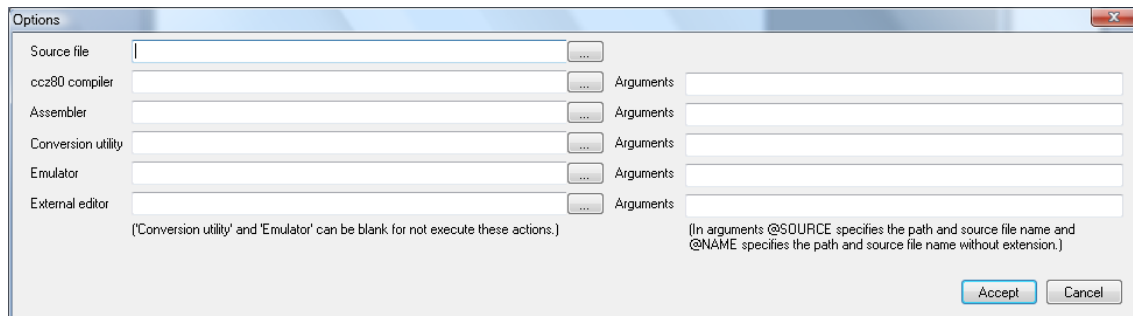 Options
Source file ...
ccz80 compiler ... Arguments
Assembler ... Arguments
Conversion utility ... Arguments
Emulator ... Arguments
External editor ... Arguments
('Conversion utility' and 'Emulator' can be blank for not execute these actions.)
(In arguments @SOURCE specifies the path and source file name and
@NAME specifies the path and source file name without extension.)
Accept Cancel